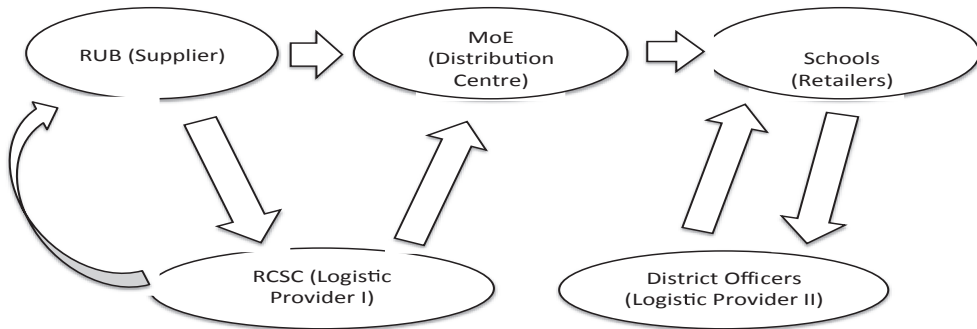 RUB (Supplier)
MoE
(Distribution
Centre)
Schools
(Retailers)
RCSC (Logistic
Provider I)
District Officers
(Logistic Provider II)